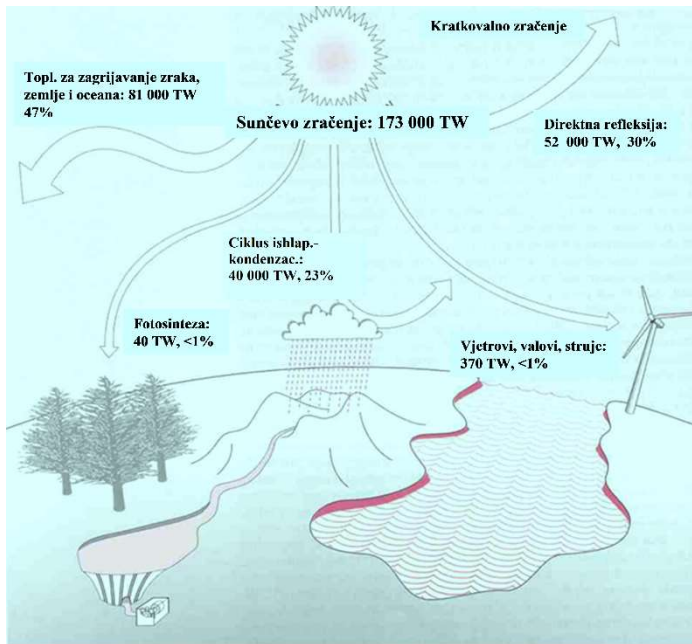 Kratkovalno zračenje
Topl. za zagrijavanje zraka,
zemlje i oceana: 81 000 TW
47%
Sunčevo zračenje: 173 000 TW
Direktna refleksija:
52 000 TW, 30%
Ciklus ishlap.-
kondenzac.:
40 000 TW, 23%
Fotosinteza:
40 TW, <1%
Vjetrovi, valovi, struje:
370 TW, <1%